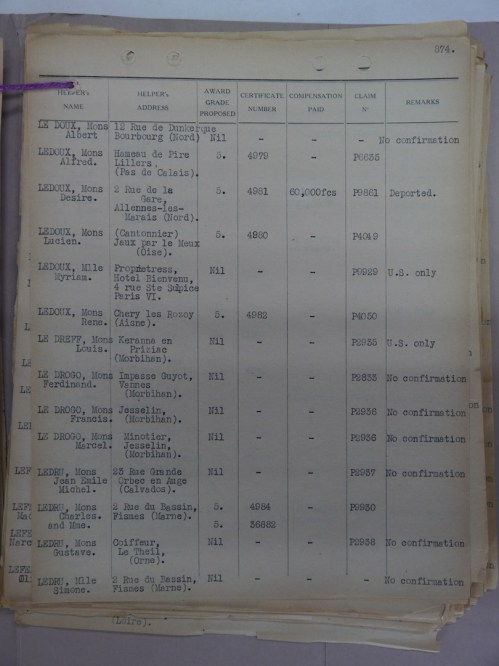 574.
HELPER's NAME HELPER's ADDRESS AWARD GRADE PROPOSED CERTIFICATE NUMBER COMPENSATION PAID CLAIM No REMARKS
LE DOUX, Mons 12 Rue de Dunkerque
Albert Bourbourg (Nord) Nil - - - No confirmation
LEDOUX, Mons Hameau de Pire 5. 4979 - P6635
Alfred. Lillers.
(Pas de Calais).
LEDOUX, Mons 2 Rue de la 5. 4981 60,000fcs P9861 Deported.
Desire. Gare,
Allennes-les-
Marais (Nord).
LEDOUX, Mons (Cantonnier) 5. 4980 - P4049
Lucien. Jaux par le Meux
(Oise).
LEDOUX, Mlle Propmetress, Nil - - P9929 U.S. only
Myriam. Hotel Bienvenu,
4 rue Ste Sulpice
Paris VI.
LEDOUX, Mons Chery les Rosoy 5. 4982 - P4050
Rene. (Aisne).
LE DREFF, Mons Keranne en Nil - - P2935 U.S. only
Louis. Priziac
(Morbihan).
LE DROGO, Mons Impasse Guyot, Nil - - P2835 No confirmation
Ferdinand. Vannes
(Morbihan).
LE DROGO, Mons Josselin, Nil - - P2936 No confirmation
Francis. (Morbihan).
LE DROGO, Mons Minotier, Nil - - P2936 No confirmation
Marcel. Josselin,
(Morbihan).
LEDRU, Mons 23 Rue Grande Nil - - P2937 No confirmation
Jean Emile Orbec en Auge
Michel. (Calvados).
LEDRU, Mons 2 Rue du Bassin, 5. 4984 - P9930
Charles. Fismes (Marne).
and Mme. 5. 36882
LEDRU, Mons Coiffeur, Nil - - P2938 No confirmation
Gustave. Le Theil,
(Orne).
LEDRU, Mlle 2 Rue du Bassin, Nil - - - No confirmation
Simone. Fismes (Marne).
(Loire).